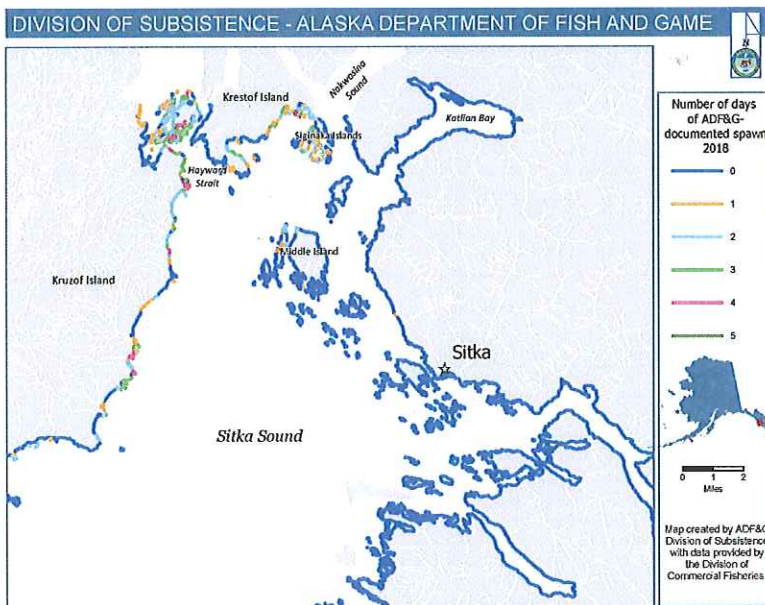 DIVISION OF SUBSISTENCE - ALASKA DEPARTMENT OF FISH AND GAME
N
Krestof Island
Nakwasina
Sound
Katlian Bay
Siginaka Islands
Hayward
Strait
Middle Island
Kruzof Island
Sitka
Sitka Sound
Number of days
of ADF&G-
documented spawn
2018
0
1
2
3
4
5
0 1 2
Miles
Map created by ADF&G
Division of Subsistence
with data provided by
the Division of
Commercial Fisheries